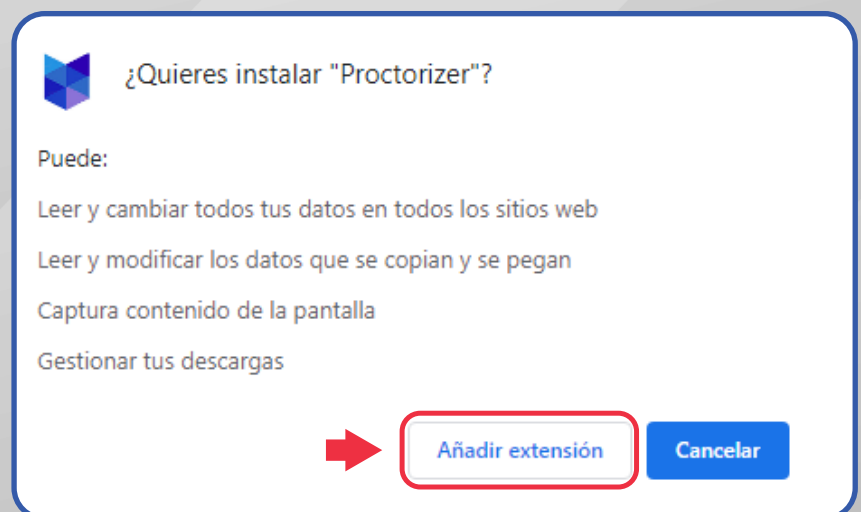 ¿Quieres instalar "Proctorizer"?
Puede:
Leer y cambiar todos tus datos en todos los sitios web
Leer y modificar los datos que se copian y se pegan
Captura contenido de la pantalla
Gestionar tus descargas
Añadir extensión
Cancelar